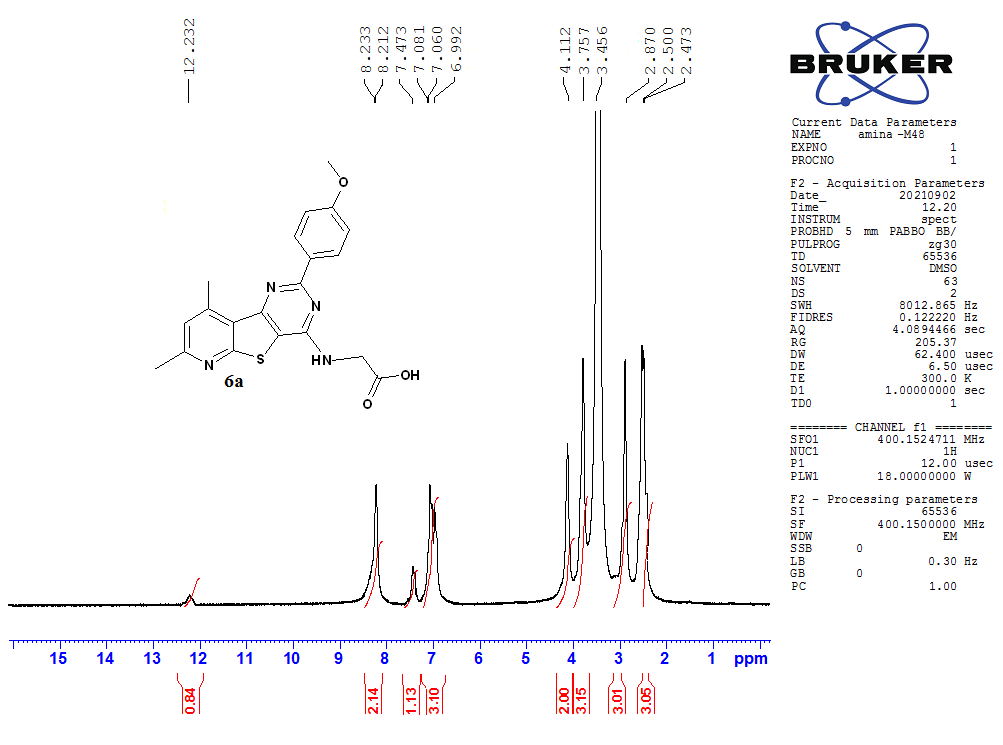 12.232
8.233
8.212
7.473
7.081
7.060
6.992
4.112
3.757
3.456
2.870
2.500
2.473
BRUKER
Current Data Parameters
NAME amina-M48
EXPNO 1
PROCNO 1
F2 - Acquisition Parameters
Date_ 20210902
Time 12.20
INSTRUM spect
PROBHD 5 mm PABBO BB/
PULPROG zg30
TD 65536
SOLVENT DMSO
NS 63
DS 2
SWH 8012.865 Hz
FIDRES 0.122220 Hz
AQ 4.0894466 sec
RG 205.37
DW 62.400 usec
DE 6.50 usec
TE 300.0 K
D1 1.00000000 sec
TD0 1
======== CHANNEL f1 ========
SFO1 400.1524711 MHz
NUC1 1H
P1 12.00 usec
PLW1 18.00000000 W
F2 - Processing parameters
SI 65536
SF 400.1500000 MHz
WDW EM
SSB 0
LB 0.30 Hz
GB 0
PC 1.00
O
N
N
N
S
HN
OH
O
6a
15 14 13 12 11 10 9 8 7 6 5 4 3 2 1 ppm
0.84
2.14
1.13
3.10
2.00
3.15
3.01
3.05